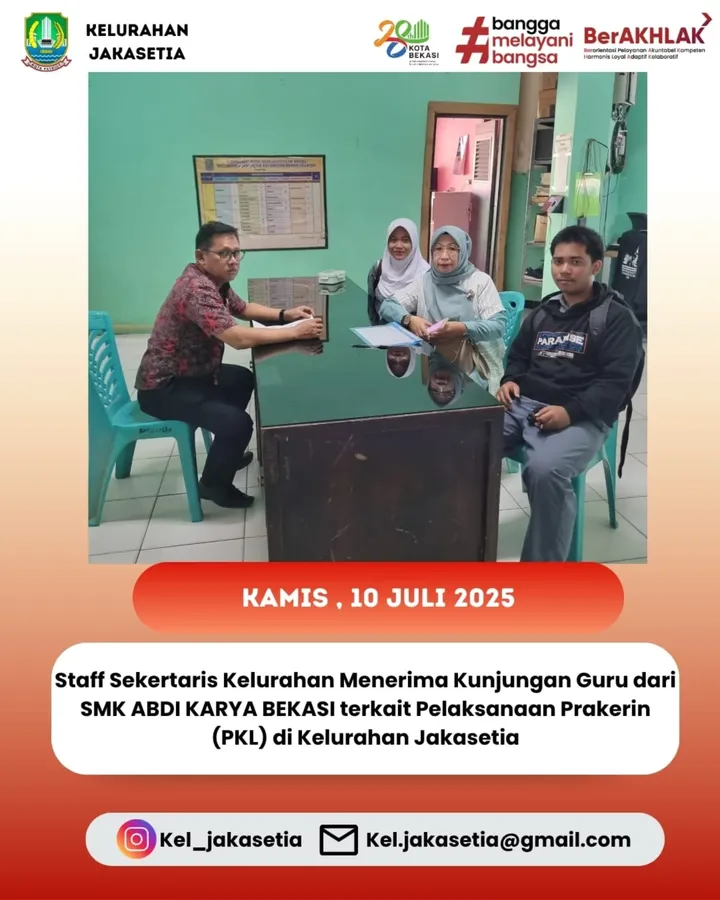 KELURAHAN
JAKASETIA
28
KOTA
BEKASI
#bangga
melayani
bangsa
BerAKHLAK
Berorientasi Pelayanan Akuntabel Kompeten
Harmonis Loyal Adaptif Kolaboratif
KAMIS , 10 JULI 2025
Staff Sekertaris Kelurahan Menerima Kunjungan Guru dari
SMK ABDI KARYA BEKASI terkait Pelaksanaan Prakerin
(PKL) di Kelurahan Jakasetia
Kel_jakasetia
Kel.jakasetia@gmail.com